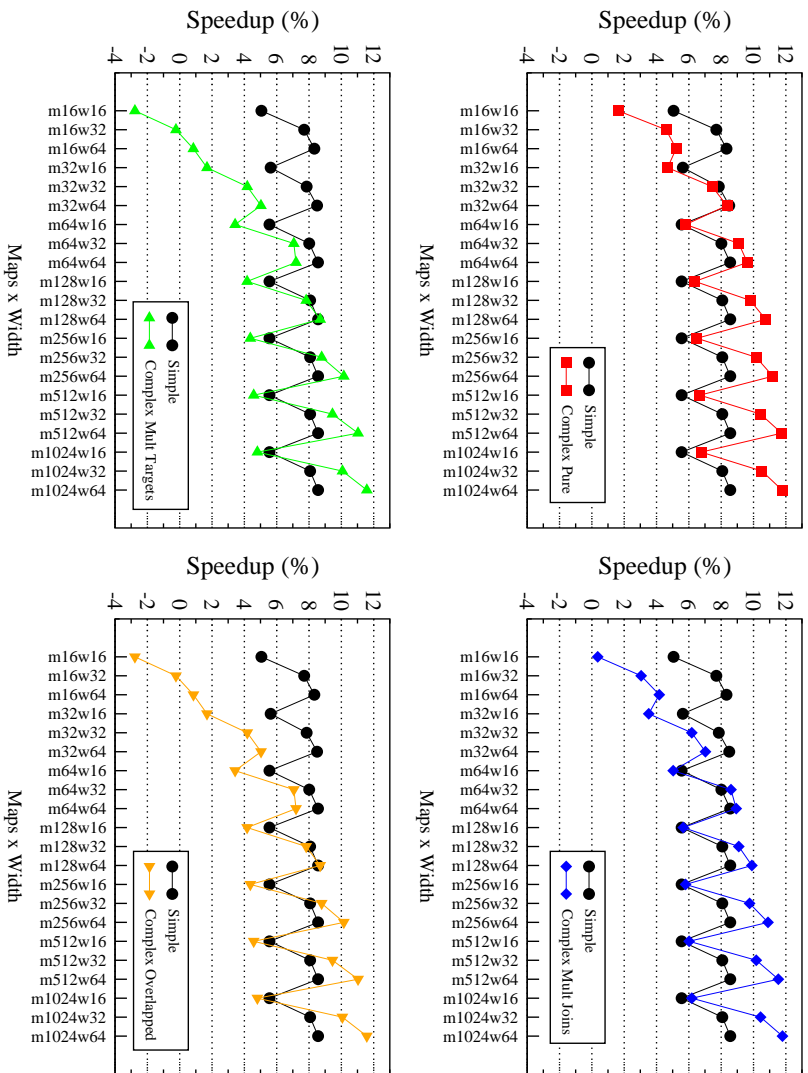 Speedup (%)
12
10
8
6
4
2
0
-2
-4
Simple
Complex Pure
m16w16
m16w32
m16w64
m32w16
m32w32
m32w64
m64w16
m64w32
m64w64
m128w16
m128w32
m128w64
m256w16
m256w32
m256w64
m512w16
m512w32
m512w64
m1024w16
m1024w32
m1024w64
Maps x Width
Speedup (%)
12
10
8
6
4
2
0
-2
-4
Simple
Complex Mult Joins
m16w16
m16w32
m16w64
m32w16
m32w32
m32w64
m64w16
m64w32
m64w64
m128w16
m128w32
m128w64
m256w16
m256w32
m256w64
m512w16
m512w32
m512w64
m1024w16
m1024w32
m1024w64
Maps x Width
Speedup (%)
12
10
8
6
4
2
0
-2
-4
Simple
Complex Mult Targets
m16w16
m16w32
m16w64
m32w16
m32w32
m32w64
m64w16
m64w32
m64w64
m128w16
m128w32
m128w64
m256w16
m256w32
m256w64
m512w16
m512w32
m512w64
m1024w16
m1024w32
m1024w64
Maps x Width
Speedup (%)
12
10
8
6
4
2
0
-2
-4
Simple
Complex Overlapped
m16w16
m16w32
m16w64
m32w16
m32w32
m32w64
m64w16
m64w32
m64w64
m128w16
m128w32
m128w64
m256w16
m256w32
m256w64
m512w16
m512w32
m512w64
m1024w16
m1024w32
m1024w64
Maps x Width